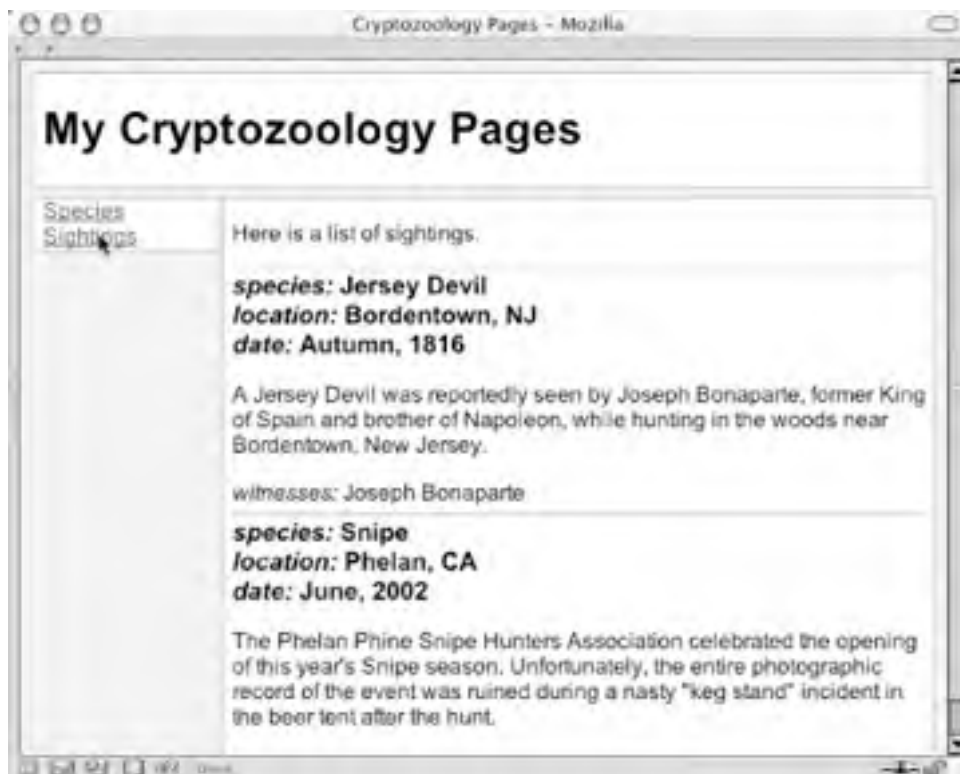 Cryptozoology Pages - Mozilla
My Cryptozoology Pages
Species
Sightings
Here is a list of sightings.
species: Jersey Devil
location: Bordentown, NJ
date: Autumn, 1816
A Jersey Devil was reportedly seen by Joseph Bonaparte, former King
of Spain and brother of Napoleon, while hunting in the woods near
Bordentown, New Jersey.
witnesses: Joseph Bonaparte
species: Snipe
location: Phelan, CA
date: June, 2002
The Phelan Phine Snipe Hunters Association celebrated the opening
of this year's Snipe season. Unfortunately, the entire photographic
record of the event was ruined during a nasty "keg stand" incident in
the beer tent after the hunt.